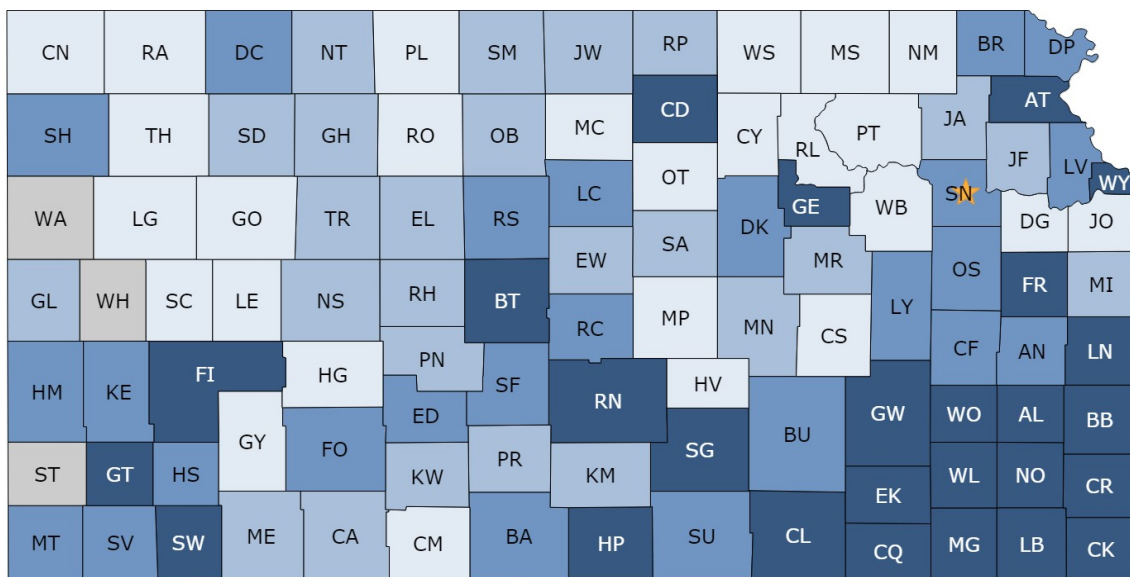 CN RA DC NT PL SM JW RP WS MS NM BR DP
SH TH SD GH RO OB MC CD CY RL PT JA AT
WA LG GO TR EL RS LC OT GE WB SN JF LV WY
EW SA DK MR DG JO
GL WH SC LE NS RH BT RC MP MN CS LY OS FR MI
HM KE FI HG PN SF RN HV CF AN LN
GY ED GW WO AL BB
ST GT HS FO KW PR KM SG BU EK WL NO CR
MT SV SW ME CA CM BA HP SU CL CQ MG LB CK